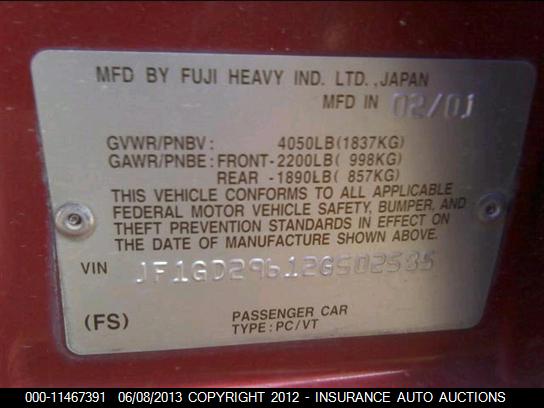 MFD BY FUJI HEAVY IND. LTD., JAPAN
MFD IN 02/01
GVWR/PNBV: 4050LB(1837KG)
GAWR/PNBE: FRONT-2200LB( 998KG)
REAR -1890LB( 857KG)
THIS VEHICLE CONFORMS TO ALL APPLICABLE
FEDERAL MOTOR VEHICLE SAFETY, BUMPER, AND
THEFT PREVENTION STANDARDS IN EFFECT ON
THE DATE OF MANUFACTURE SHOWN ABOVE.
VIN JF1GD29612G502535
(FS) PASSENGER CAR
TYPE: PC/VT
000-11467391 06/08/2013 COPYRIGHT 2012 - INSURANCE AUTO AUCTIONS